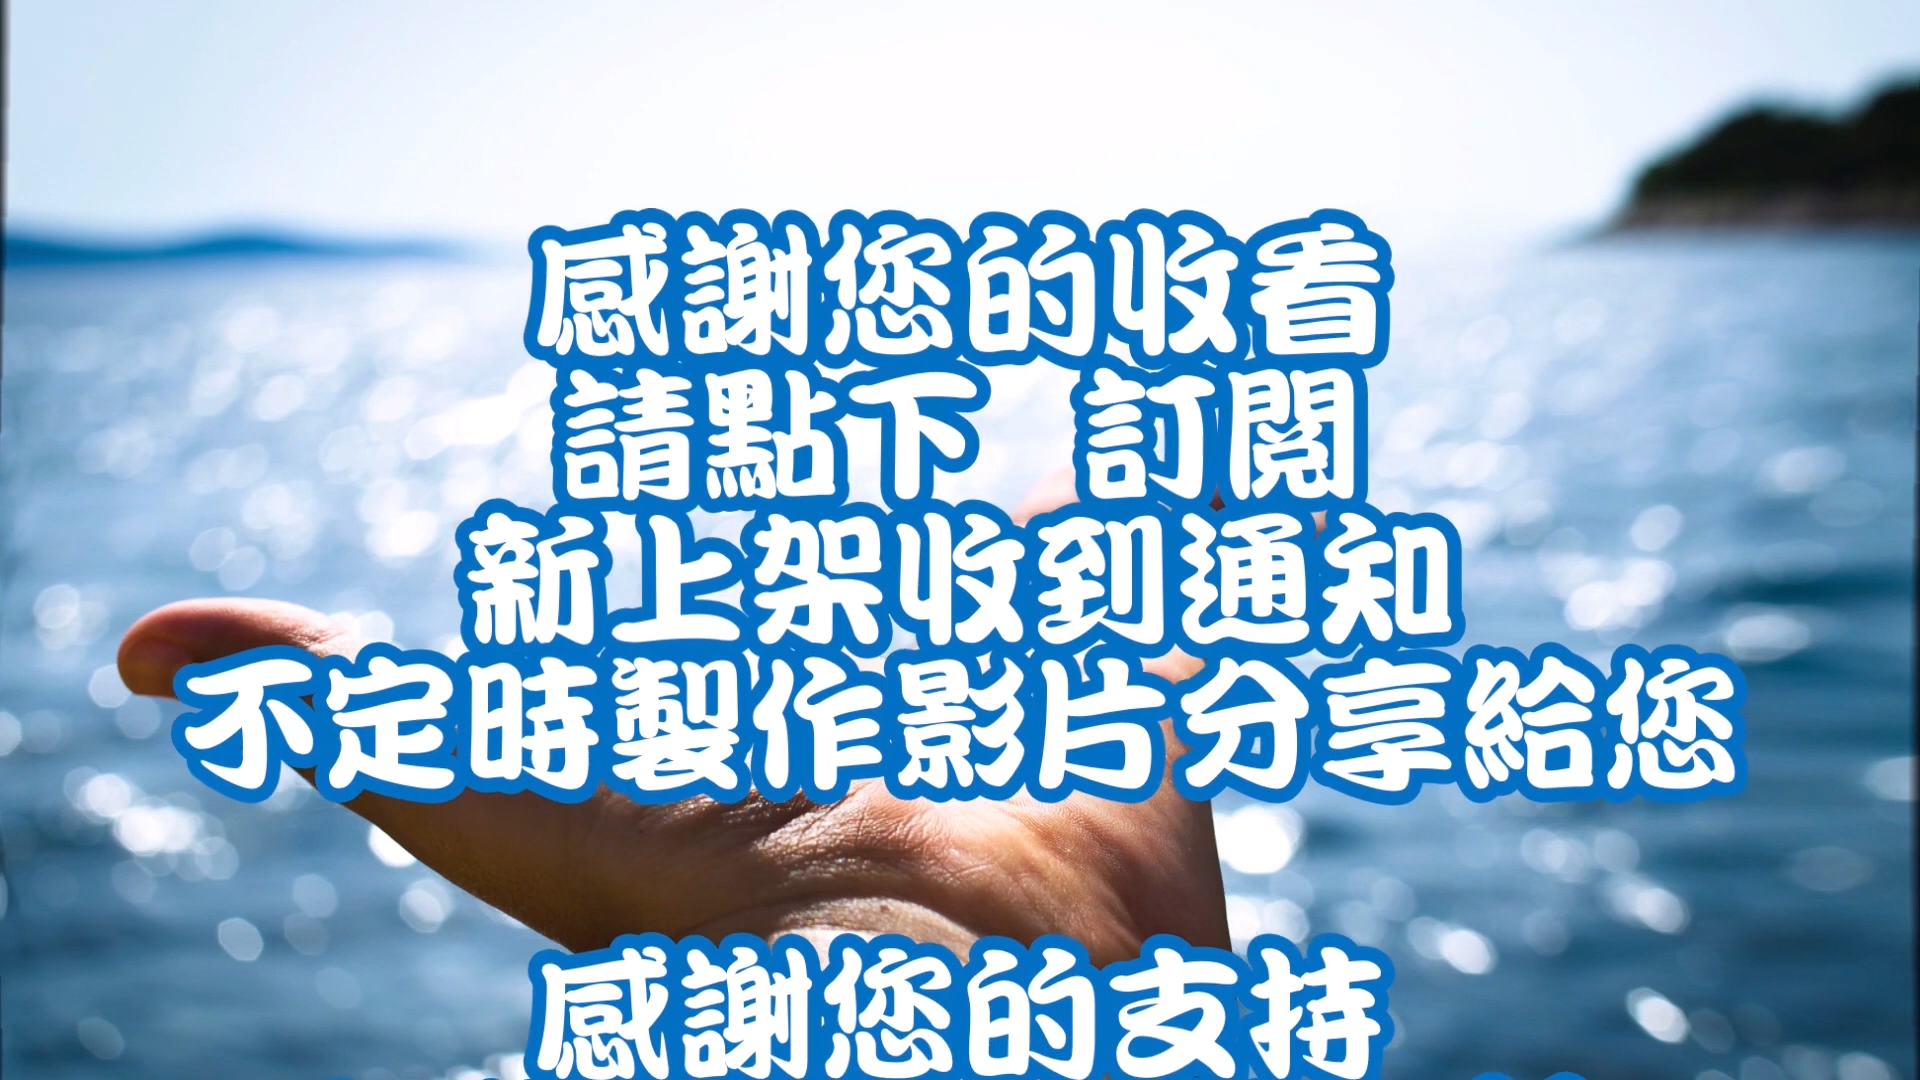 感謝您的收看
請點下 訂閱
新上架收到通知
不定時製作影片分享給您
感謝您的支持